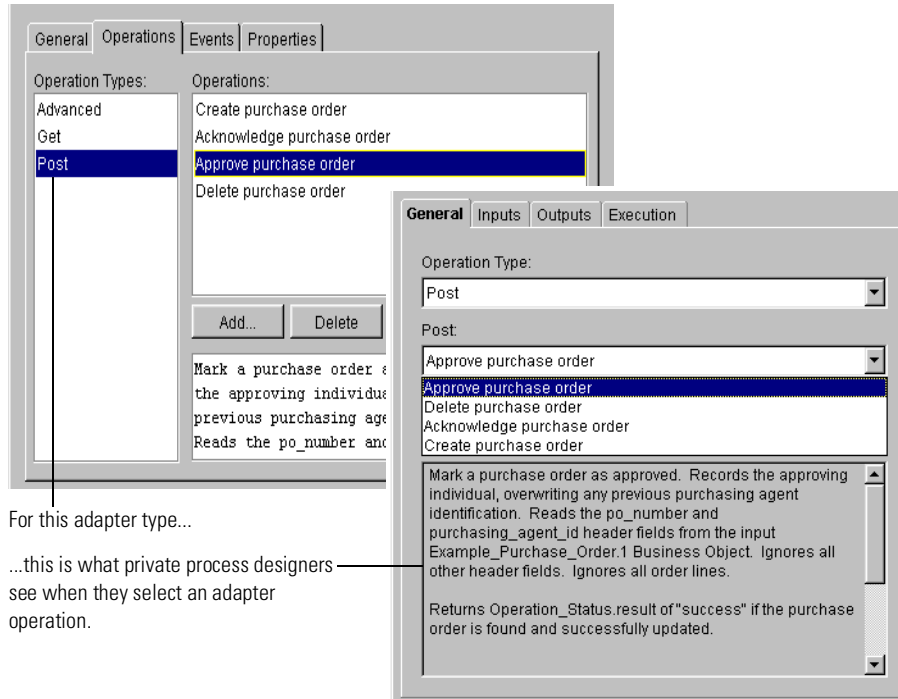 General Operations Events Properties
Operation Types: Operations:
Advanced
Get
Post
Create purchase order
Acknowledge purchase order
Approve purchase order
Delete purchase order
Add... Delete
Mark a purchase order a
the approving individua
previous purchasing age
Reads the po_number and
General Inputs Outputs Execution
Operation Type:
Post
Post:
Approve purchase order
Approve purchase order
Delete purchase order
Acknowledge purchase order
Create purchase order
Mark a purchase order as approved. Records the approving
individual, overwriting any previous purchasing agent
identification. Reads the po_number and
purchasing_agent_id header fields from the input
Example_Purchase_Order.1 Business Object. Ignores all
other header fields. Ignores all order lines.
Returns Operation_Status.result of "success" if the purchase
order is found and successfully updated.
For this adapter type...
...this is what private process designers
see when they select an adapter
operation.